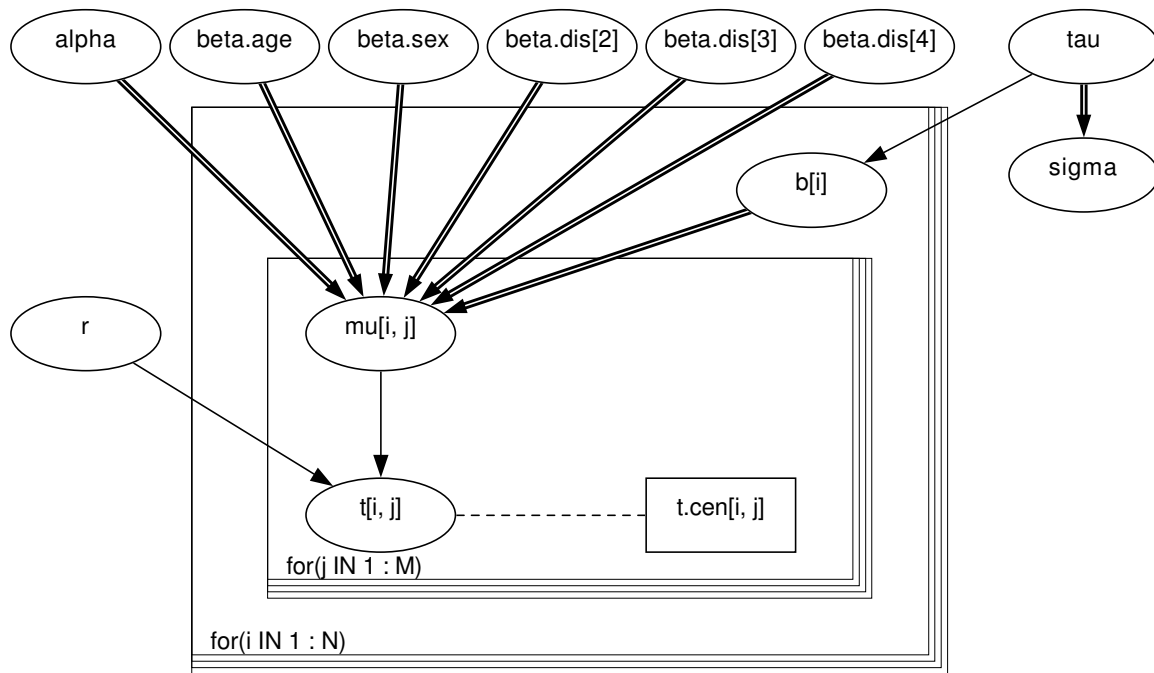 alpha
beta.age
beta.sex
beta.dis[2]
beta.dis[3]
beta.dis[4]
tau
b[i]
sigma
r
mu[i, j]
t[i, j]
t.cen[i, j]
for(j IN 1 : M)
for(i IN 1 : N)